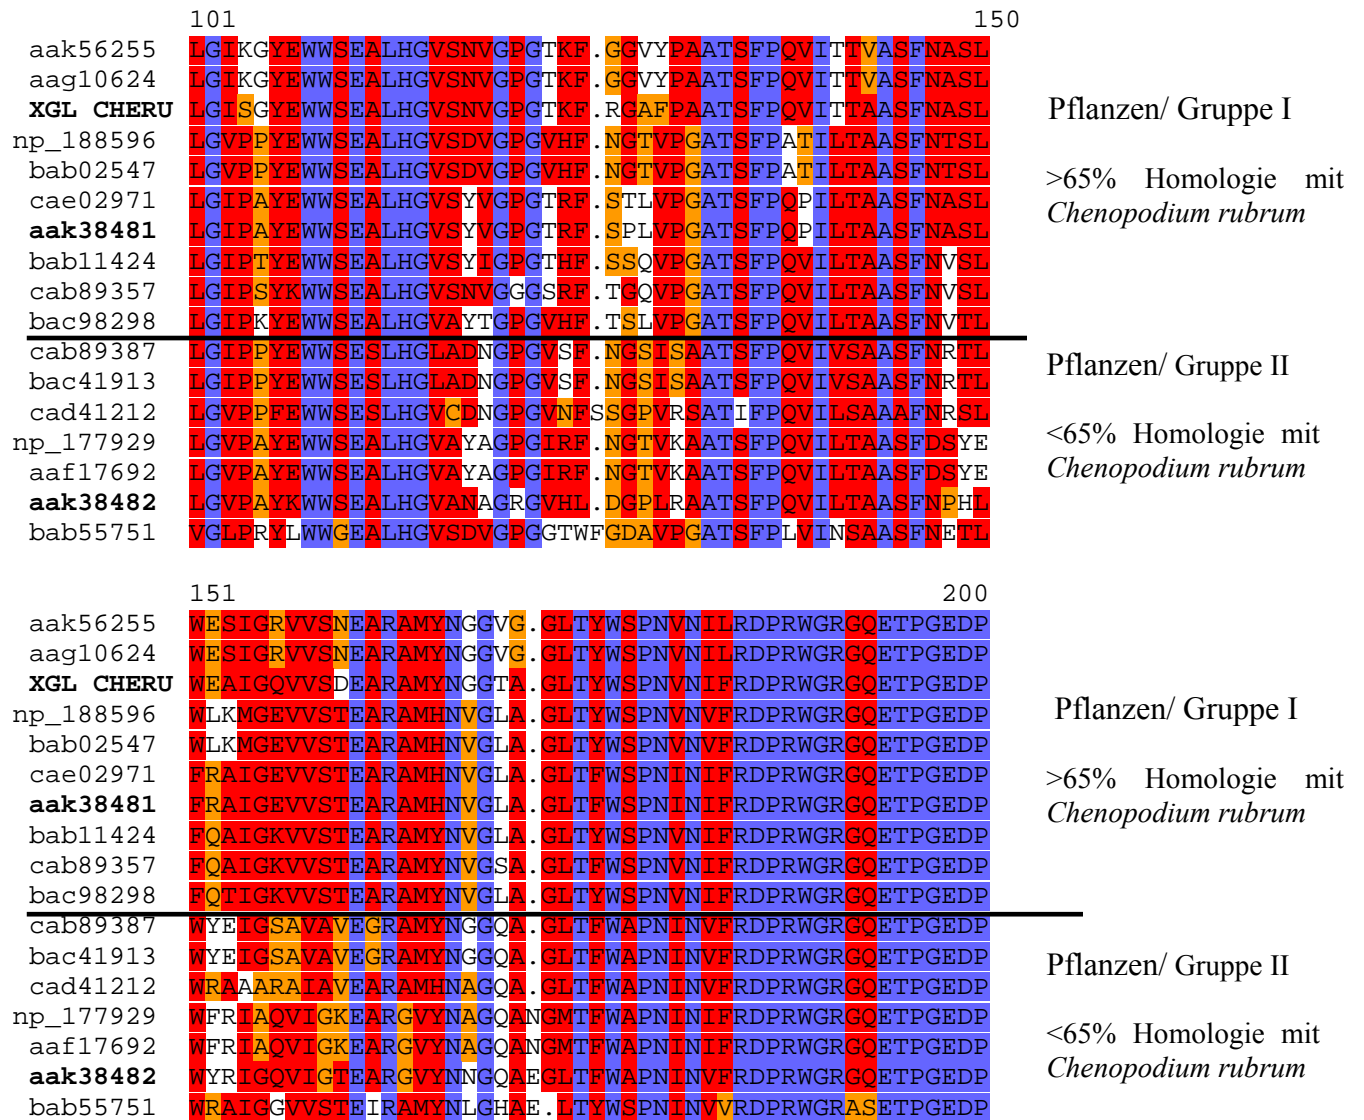 101 150
aak56255 LGIKGYEWWSEALHGVSNVGPGTKF.GGVYPAATSFPQVITTVASFNASL
aag10624 LGIKGYEWWSEALHGVSNVGPGTKF.GGVYPAATSFPQVITTVASFNASL
XGL CHERU LGISGYEWWSEALHGVSNVGPGTKF.RGAFPAATSFPQVITTAASFNASL
Pflanzen/ Gruppe I
np_188596 LGVPPYEWWSEALHGVSDVGPGVHF.NGTVPGATSFPATILTAASFNTSL
bab02547 LGVPPYEWWSEALHGVSDVGPGVHF.NGTVPGATSFPATILTAASFNTSL
>65% Homologie mit
cae02971 LGIPAYEWWSEALHGVSYVGPGTRF.STLVPGATSFPQPILTAASFNASL
Chenopodium rubrum
aak38481 LGIPAYEWWSEALHGVSYVGPGTRF.SPLVPGATSFPQPILTAASFNASL
bab11424 LGIPTYEWWSEALHGVSYIGPGTHF.SSQVPGATSFPQVILTAASFNVSL
cab89357 LGIPSYKWWSEALHGVSNVGGGSRF.TGQVPGATSFPQVILTAASFNVSL
bac98298 LGIPKYEWWSEALHGVAYTGPGVHF.TSLVPGATSFPQVILTAASFNVTL
cab89387 LGIPPYEWWSESLHGLADNGPGVSF.NGSISAATSFPQVIVSAASFNRTL
Pflanzen/ Gruppe II
bac41913 LGIPPYEWWSESLHGLADNGPGVSF.NGSISAATSFPQVIVSAASFNRTL
cad41212 LGVPPFEWWSESLHGVCDNGPGVNFSSGPVRSATIFPQVILSAAAFNRSL
<65% Homologie mit
np_177929 LGVPAYEWWSEALHGVAYAGPGIRF.NGTVKAATSFPQVILTAASFDSYE
Chenopodium rubrum
aaf17692 LGVPAYEWWSEALHGVAYAGPGIRF.NGTVKAATSFPQVILTAASFDSYE
aak38482 LGVPAYKWWSEALHGVANAGRGVHL.DGPLRAATSFPQVILTAASFNPHL
bab55751 VGLPRYLWWGEALHGVSDVGPGGTWFGDAVPGATSFPLVINSAASFNETL
151 200
aak56255 WESIGRVVSNEARAMYNGGVG.GLTYWSPNVNILRDPRWGRGQETPGEDP
aag10624 WESIGRVVSNEARAMYNGGVG.GLTYWSPNVNILRDPRWGRGQETPGEDP
XGL CHERU WEAIGQVVSDEARAMYNGGTA.GLTYWSPNVNILRDPRWGRGQETPGEDP
np_188596 WLKMGEVVSTEARAMHNVGLA.GLTYWSPNVNVFRDPRWGRGQETPGEDP
Pflanzen/ Gruppe I
bab02547 WLKMGEVVSTEARAMHNVGLA.GLTYWSPNVNVFRDPRWGRGQETPGEDP
cae02971 FRAIGEVVSTEARAMHNVGLA.GLTFWSPNINIFRDPRWGRGQETPGEDP
>65% Homologie mit
aak38481 FRAIGEVVSTEARAMHNVGLA.GLTFWSPNINIFRDPRWGRGQETPGEDP
Chenopodium rubrum
bab11424 FQAIGKVVSTEARAMYNVGLA.GLTYWSPNVNIFRDPRWGRGQETPGEDP
cab89357 FQAIGKVVSTEARAMYNVGSA.GLTFWSPNVNIFRDPRWGRGQETPGEDP
bac98298 FQTIGKVVSTEARAMYNVGLA.GLTYWSPNVNIFRDPRWGRGQETPGEDP
cab89387 WYEIGSAVAVEGRAMYNGGQA.GLTFWAPNINVFRDPRWGRGQETPGEDP
bac41913 WYEIGSAVAVEGRAMYNGGQA.GLTFWAPNINVFRDPRWGRGQETPGEDP
Pflanzen/ Gruppe II
cad41212 WRAAARAIAVEARAMHNAGQA.GLTFWAPNINVFRDPRWGRGQETPGEDP
np_177929 WFRIAQVIGKEARGVYNAGQANGMTFWAPNINIFRDPRWGRGQETPGEDP
<65% Homologie mit
aaf17692 WFRIAQVIGKEARGVYNAGQANGMTFWAPNINIFRDPRWGRGQETPGEDP
Chenopodium rubrum
aak38482 WYRIGQVIGTEARGVYNNGQAEGLTFWAPNINVFRDPRWGRGQETPGEDP
bab55751 WRAIGGVVSTEIRAMYNLGHAE.LTYWSPNINVVRDPRWGRASETPGEDP